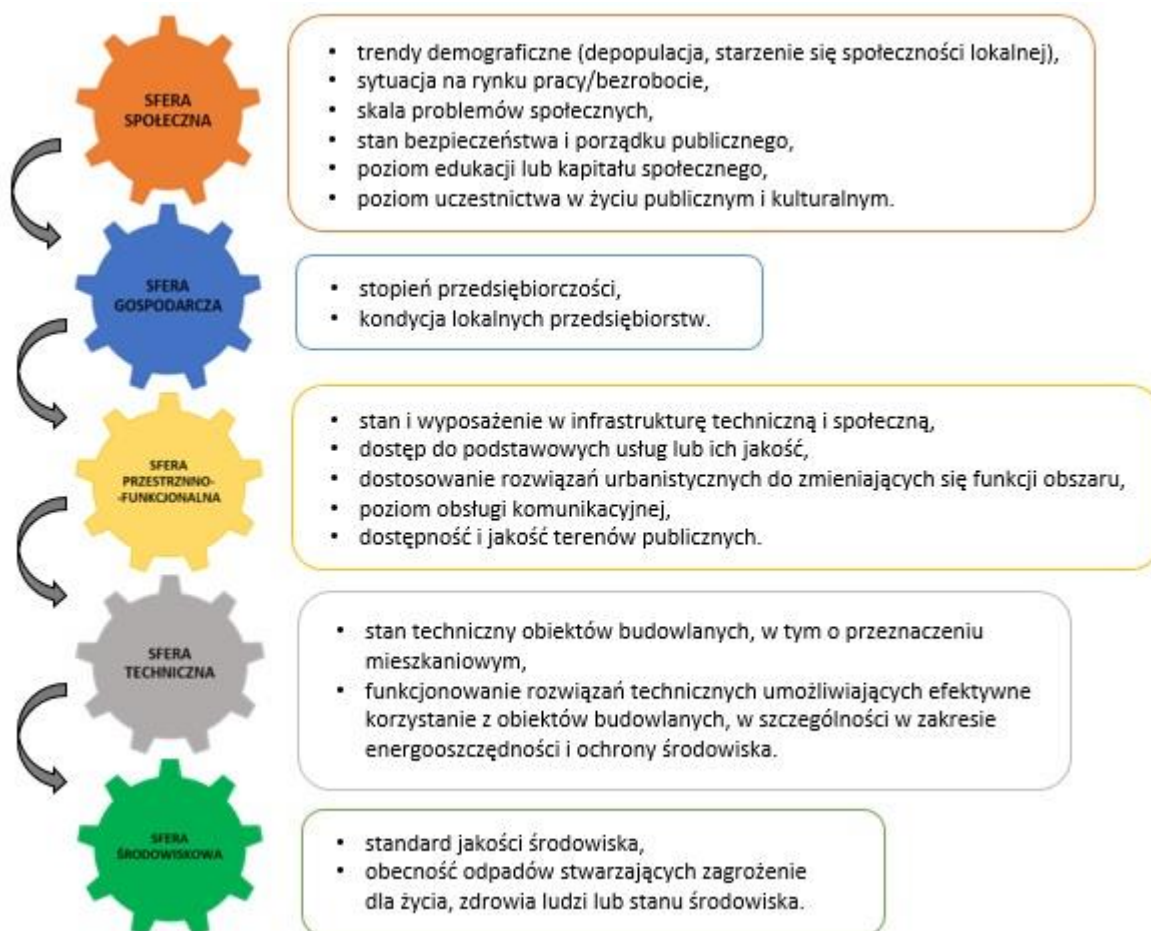 SFERA
SPOŁECZNA
• trendy demograficzne (depopulacja, starzenie się społeczności lokalnej),
• sytuacja na rynku pracy/bezrobocie,
• skala problemów społecznych,
• stan bezpieczeństwa i porządku publicznego,
• poziom edukacji lub kapitału społecznego,
• poziom uczestnictwa w życiu publicznym i kulturalnym.
SFERA
GOSPODARCZA
• stopień przedsiębiorczości,
• kondycja lokalnych przedsiębiorstw.
SFERA
PRZESTRZNNO-
-FUNKCJONALNA
• stan i wyposażenie w infrastrukturę techniczną i społeczną,
• dostęp do podstawowych usług lub ich jakość,
• dostosowanie rozwiązań urbanistycznych do zmieniających się funkcji obszaru,
• poziom obsługi komunikacyjnej,
• dostępność i jakość terenów publicznych.
SFERA
TECHNICZNA
• stan techniczny obiektów budowlanych, w tym o przeznaczeniu
mieszkaniowym,
• funkcjonowanie rozwiązań technicznych umożliwiających efektywne
korzystanie z obiektów budowlanych, w szczególności w zakresie
energooszczędności i ochrony środowiska.
SFERA
ŚRODOWISKOWA
• standard jakości środowiska,
• obecność odpadów stwarzających zagrożenie
dla życia, zdrowia ludzi lub stanu środowiska.